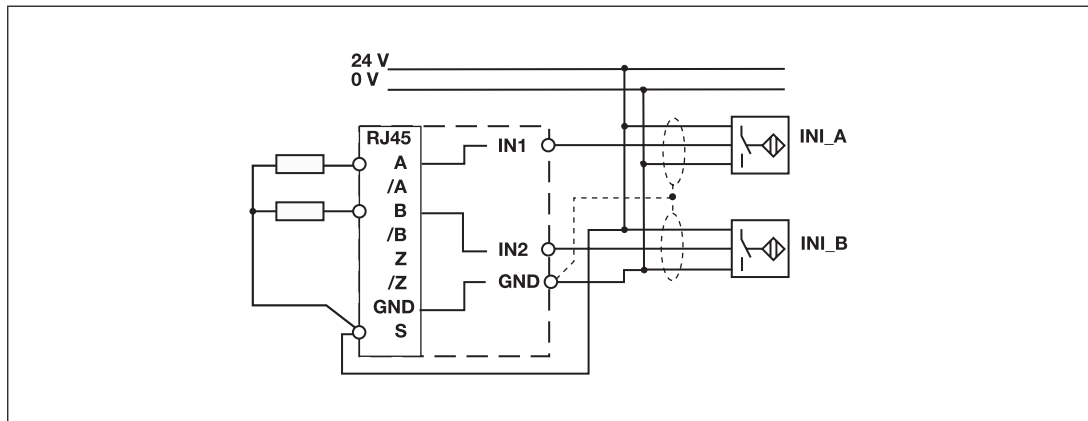 24 V
0 V
RJ45
A
/A
B
/B
Z
/Z
GND
S
IN1
IN2
GND
INI_A
INI_B